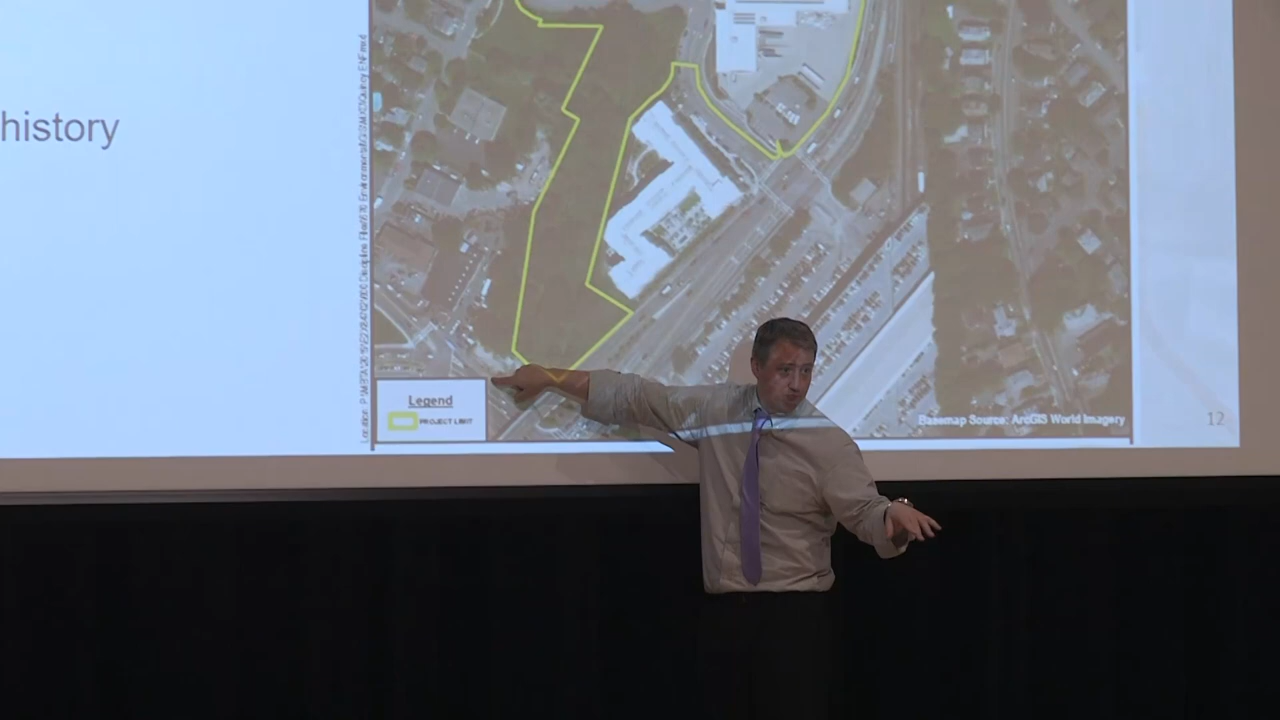 history
Legend
PROJECT LIMIT
Basemap Source: ArcGIS World Imagery
12